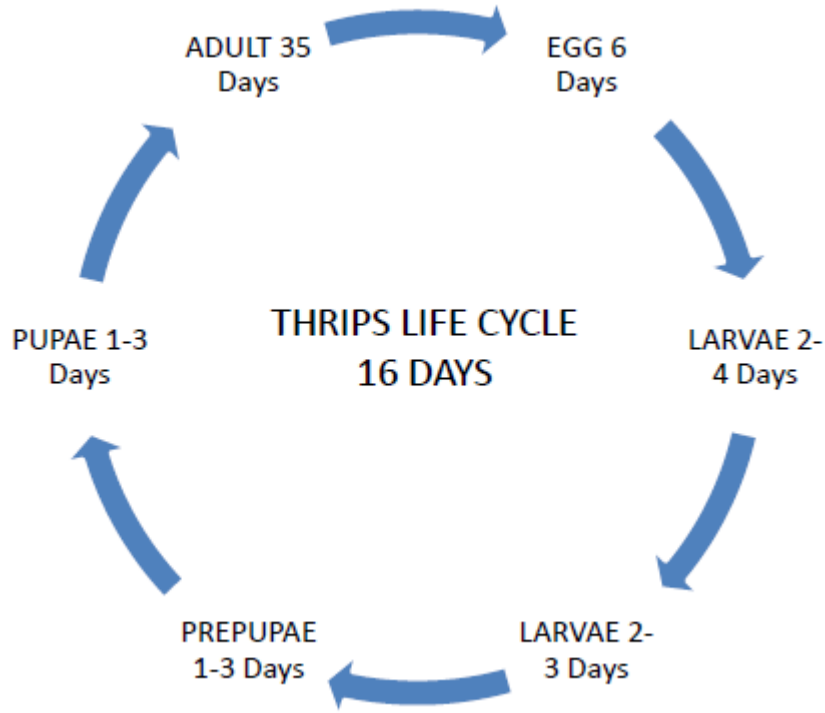 THRIPS LIFE CYCLE
16 DAYS
EGG 6
Days
LARVAE 2-
4 Days
LARVAE 2-
3 Days
PREPUPAE
1-3 Days
PUPAE 1-3
Days
ADULT 35
Days